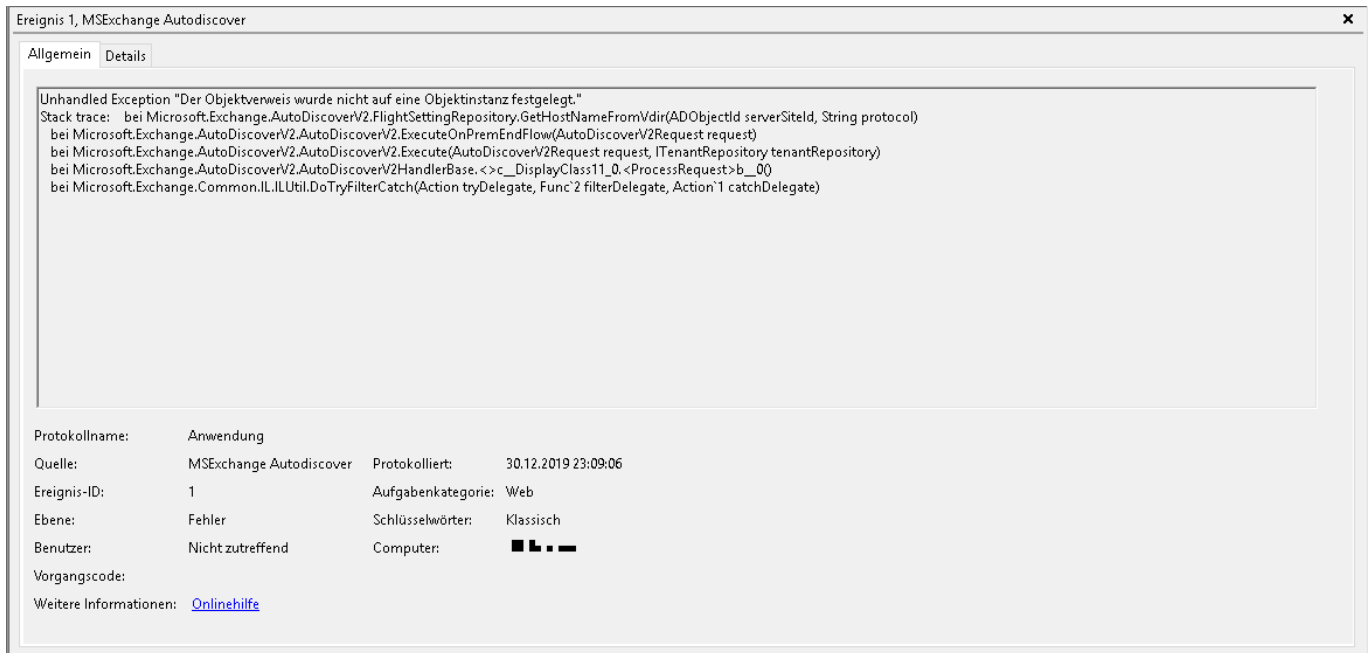 Ereignis 1, MSExchange Autodiscover
Allgemein Details
Unhandled Exception "Der Objektverweis wurde nicht auf eine Objektinstanz festgelegt."
Stack trace: bei Microsoft.Exchange.AutoDiscoverV2.FlightSettingRepository.GetHostNameFromVdir(ADObjectId serverSiteId, String protocol)
bei Microsoft.Exchange.AutoDiscoverV2.AutoDiscoverV2.ExecuteOnPremEndFlow(AutoDiscoverV2Request request)
bei Microsoft.Exchange.AutoDiscoverV2.AutoDiscoverV2.Execute(AutoDiscoverV2Request request, ITenantRepository tenantRepository)
bei Microsoft.Exchange.AutoDiscoverV2.AutoDiscoverV2HandlerBase.<>c__DisplayClass11_0.<ProcessRequest>b__0()
bei Microsoft.Exchange.Common.IL.ILUtil.DoTryFilterCatch(Action tryDelegate, Func`2 filterDelegate, Action`1 catchDelegate)
Protokollname: Anwendung
Quelle: MSExchange Autodiscover Protokolliert: 30.12.2019 23:09:06
Ereignis-ID: 1 Aufgabenkategorie: Web
Ebene: Fehler Schlüsselwörter: Klassisch
Benutzer: Nicht zutreffend Computer:
Vorgangscode:
Weitere Informationen: Onlinehilfe